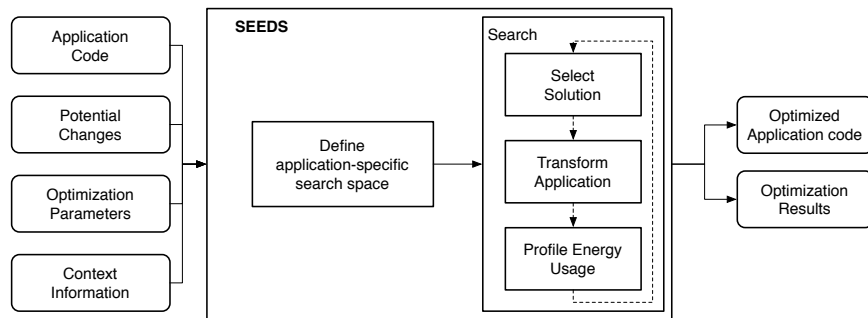 Application
Code
Potential
Changes
Optimization
Parameters
Context
Information
SEEDS
Define
application-specific
search space
Search
Select
Solution
Transform
Application
Profile Energy
Usage
Optimized
Application code
Optimization
Results